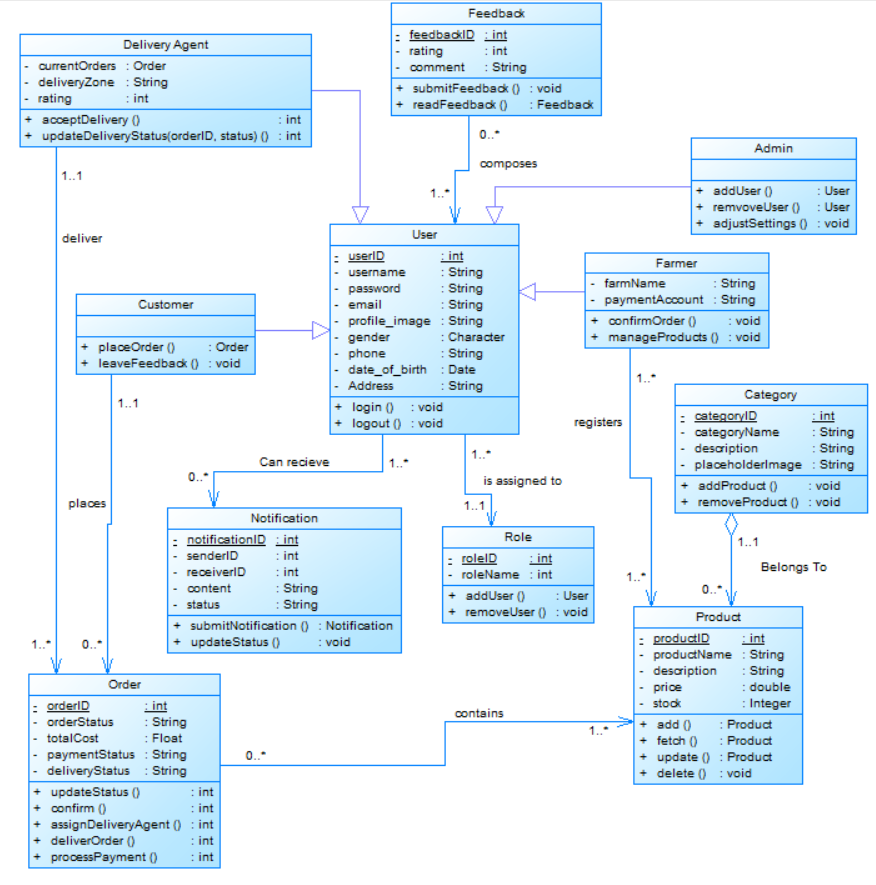 Feedback
- feedbackID : int
- rating : int
- comment : String
+ submitFeedback () : void
+ readFeedback () : Feedback
Delivery Agent
- currentOrders : Order
- deliveryZone : String
- rating : int
+ acceptDelivery () : int
+ updateDeliveryStatus(orderID, status) () : int
0..*
composes
1..*
Admin
+ addUser () : User
+ remvoveUser () : User
+ adjustSettings () : void
1..1
deliver
User
- userID : int
- username : String
- password : String
- email : String
- profile_image : String
- gender : Character
- phone : String
- date_of_birth : Date
- Address : String
+ login () : void
+ logout () : void
Farmer
- farmName : String
- paymentAccount : String
+ confirmOrder () : void
+ manageProducts () : void
Customer
+ placeOrder () : Order
+ leaveFeedback () : void
1..1
places
1..*
registers
1..*
Category
- categoryID : int
- categoryName : String
- description : String
- placeholderImage : String
+ addProduct () : void
+ removeProduct () : void
Can recieve
1..*
0..*
1..*
is assigned to
1..1
Notification
- notificationID : int
- senderID : int
- receiverID : int
- content : String
- status : String
+ submitNotification () : Notification
+ updateStatus () : void
Role
- roleID : int
- roleName : int
+ addUser () : User
+ removeUser () : void
1..1
Belongs To
0..*
Product
- productID : int
- productName : String
- description : String
- price : double
- stock : Integer
+ add () : Product
+ fetch () : Product
+ update () : Product
+ delete () : void
1..*
0..*
Order
- orderID : int
- orderStatus : String
- totalCost : Float
- paymentStatus : String
- deliveryStatus : String
+ updateStatus () : int
+ confirm () : int
+ assignDeliveryAgent () : int
+ deliverOrder () : int
+ processPayment () : int
contains
1..*
0..*